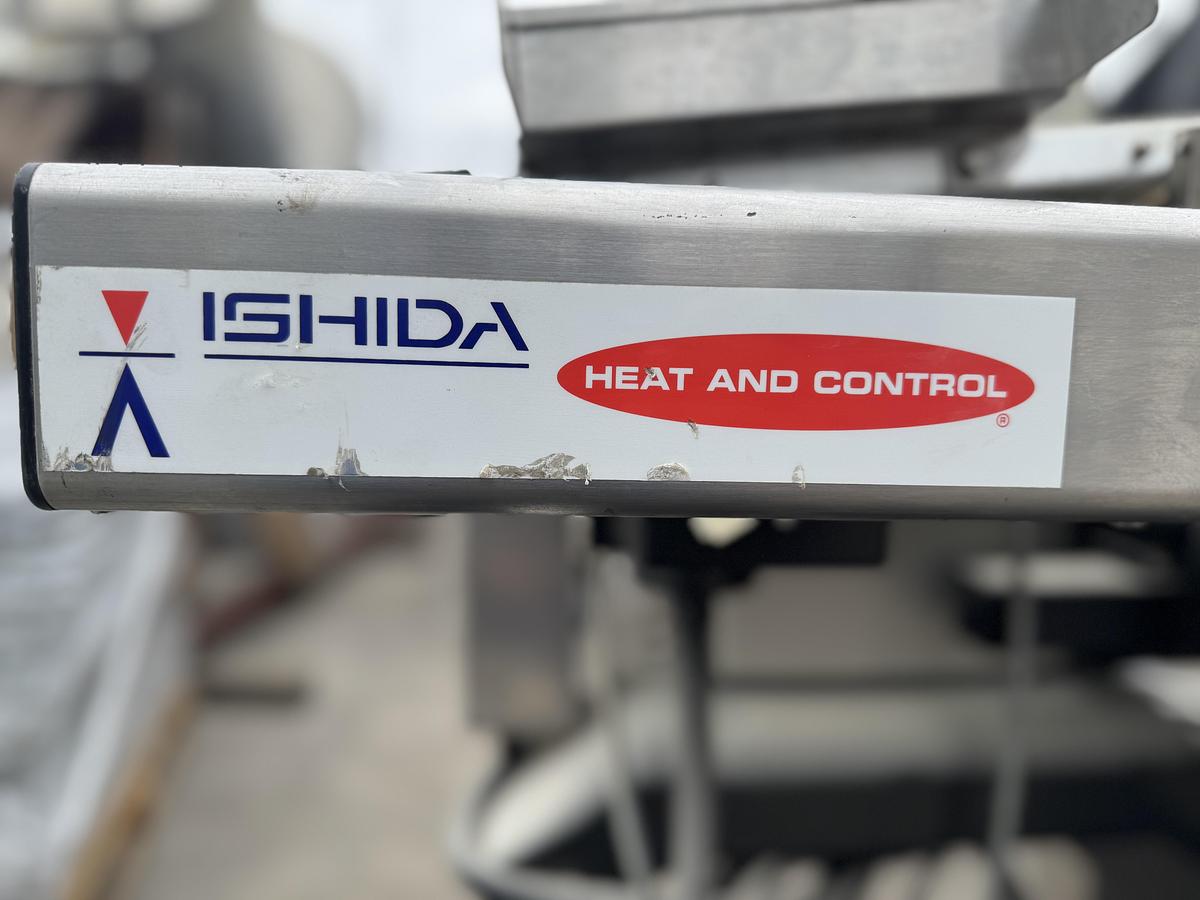 ISHIDA
HEAT AND CONTROL
®